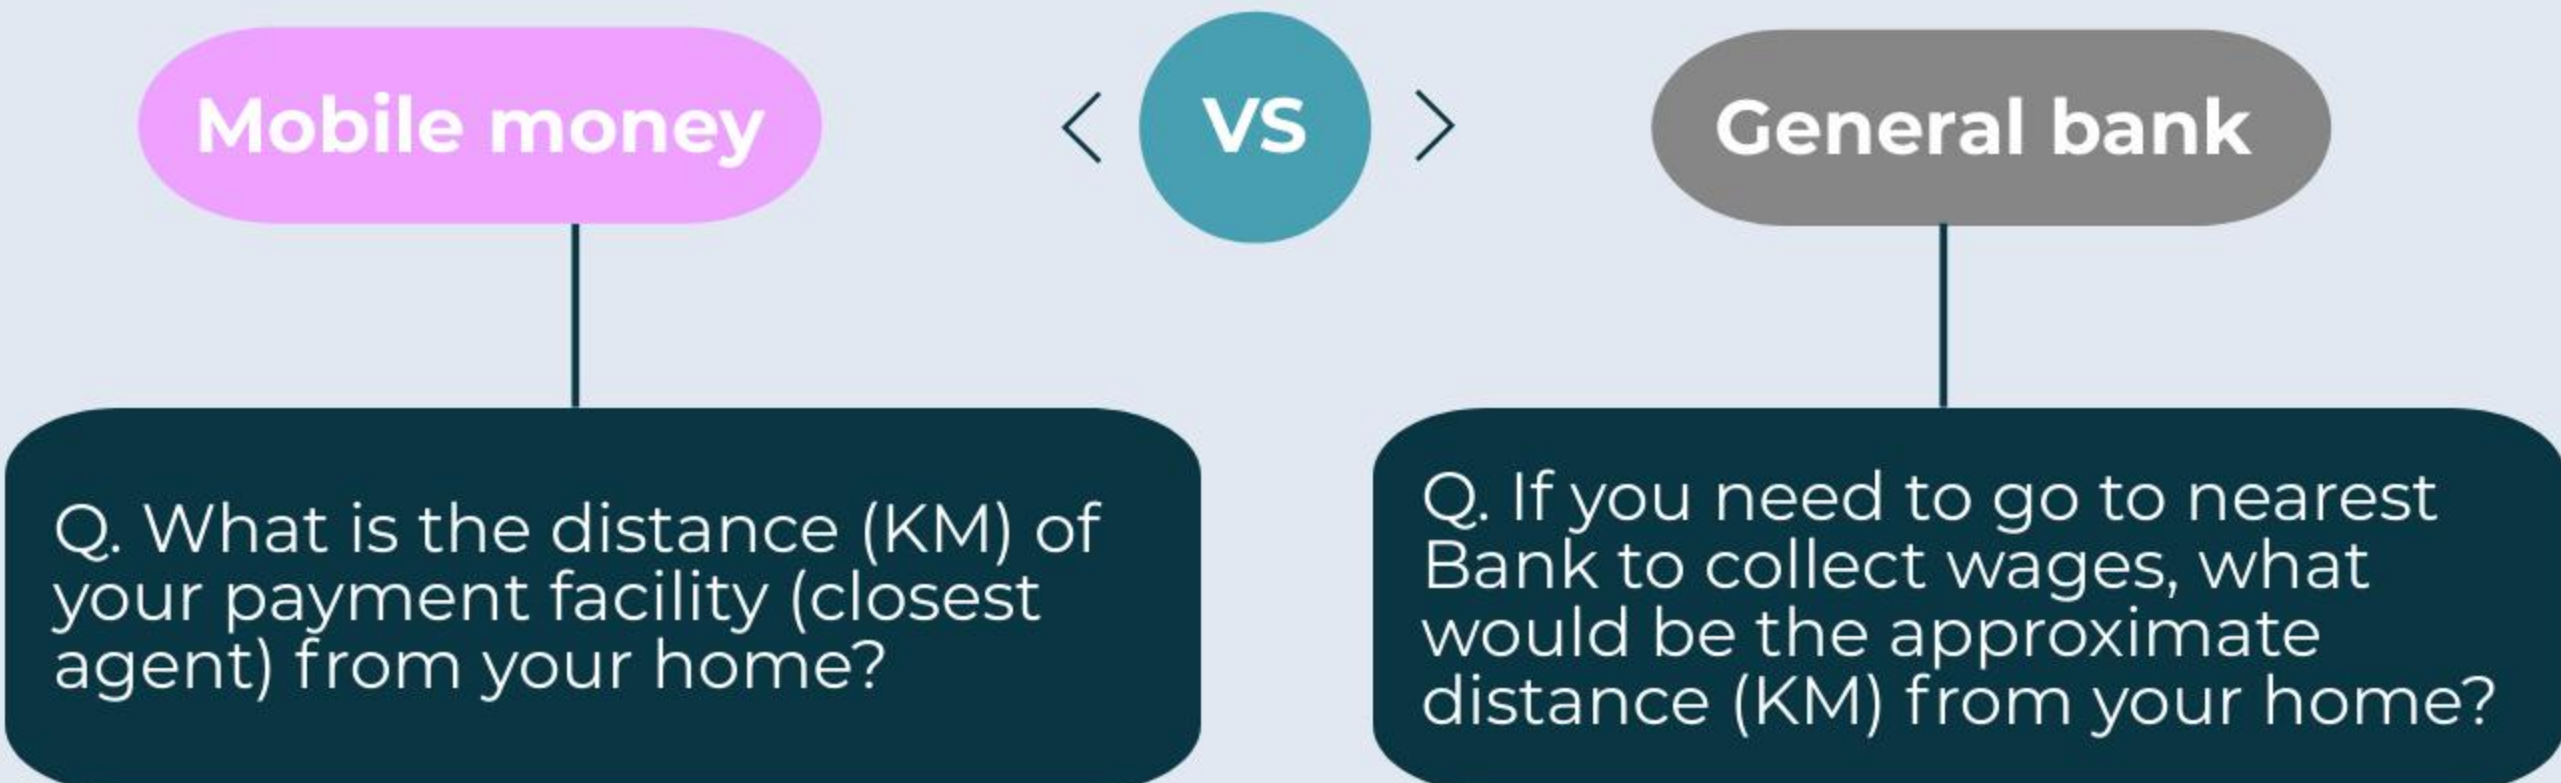 Mobile money
VS
General bank
Q. What is the distance (KM) of
your payment facility (closest
agent) from your home?
Q. If you need to go to nearest
Bank to collect wages, what
would be the approximate
distance (KM) from your home?